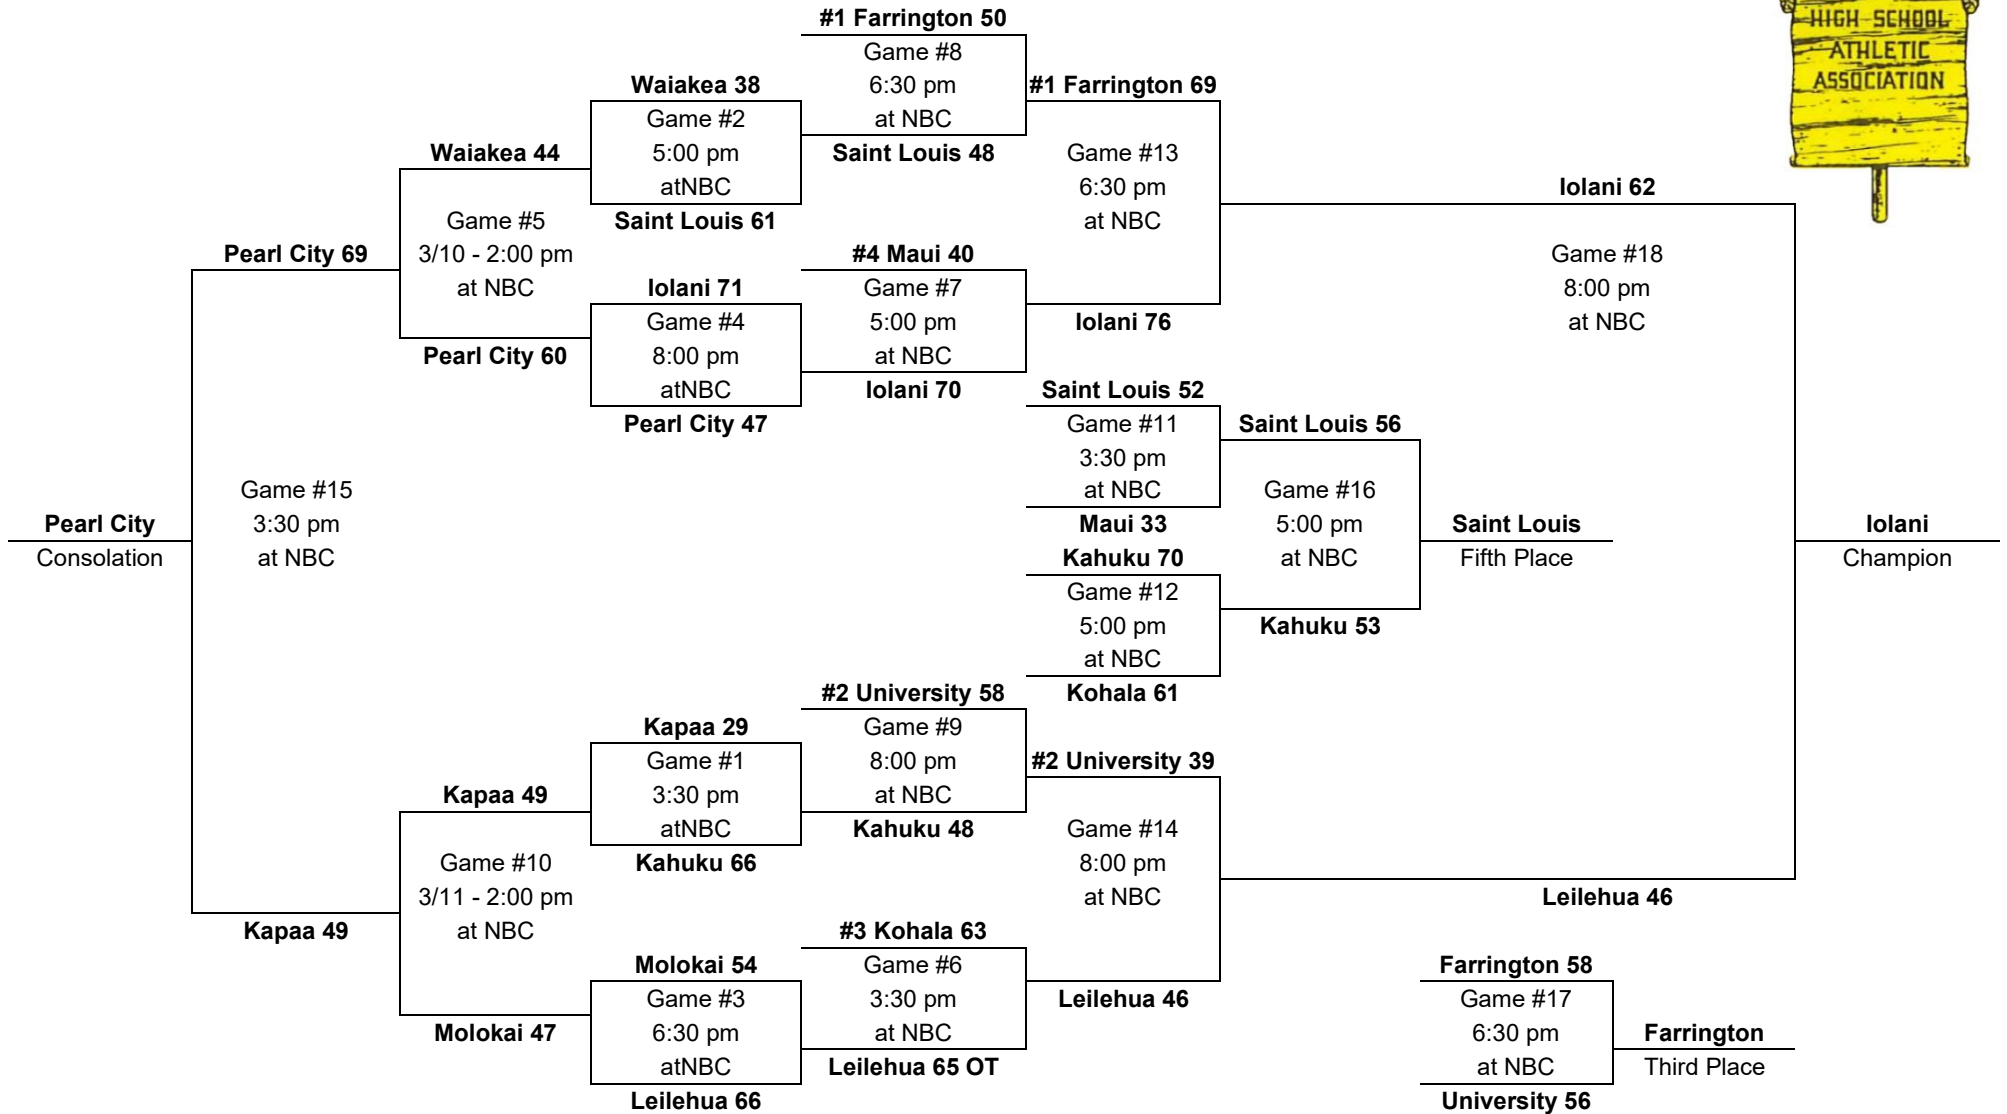 #1 Farrington 50
Game #8
6:30 pm
at NBC
Saint Louis 48
HIGH SCHOOL
ATHLETIC
ASSOCIATION
Waiakea 38
Game #2
5:00 pm
atNBC
Saint Louis 61
#1 Farrington 69
Game #13
6:30 pm
at NBC
Iolani 76
Waiakea 44
Game #5
3/10 - 2:00 pm
at NBC
Pearl City 60
Iolani 62
Game #18
8:00 pm
at NBC
Leilehua 46
Pearl City 69
Game #15
3:30 pm
at NBC
Kapaa 49
#4 Maui 40
Game #7
5:00 pm
at NBC
Iolani 70
Iolani 71
Game #4
8:00 pm
atNBC
Pearl City 47
Saint Louis 52
Game #11
3:30 pm
at NBC
Maui 33
Saint Louis 56
Game #16
5:00 pm
at NBC
Kahuku 53
Pearl City
Consolation
Saint Louis
Fifth Place
Iolani
Champion
Kahuku 70
Game #12
5:00 pm
at NBC
Kohala 61
#2 University 58
Game #9
8:00 pm
at NBC
Kahuku 48
Kapaa 29
Game #1
3:30 pm
atNBC
Kahuku 66
#2 University 39
Game #14
8:00 pm
at NBC
Leilehua 46
Kapaa 49
Game #10
3/11 - 2:00 pm
at NBC
Molokai 47
#3 Kohala 63
Game #6
3:30 pm
at NBC
Leilehua 65 OT
Molokai 54
Game #3
6:30 pm
atNBC
Leilehua 66
Farrington 58
Game #17
6:30 pm
at NBC
University 56
Farrington
Third Place